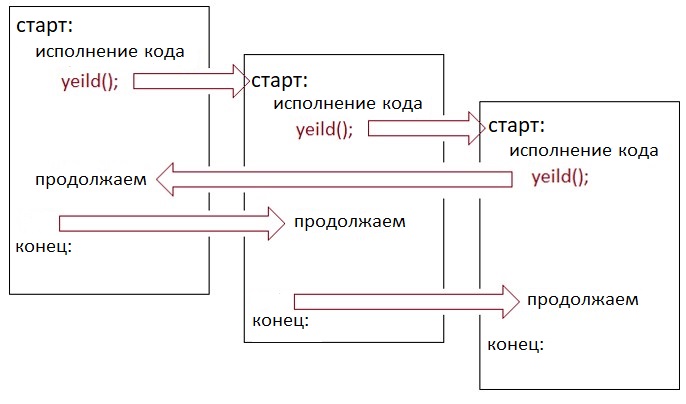 старт:
исполнение кода
yeild();
продолжаем
конец:
старт:
исполнение кода
yeild();
продолжаем
конец:
старт:
исполнение кода
yeild();
продолжаем
конец: